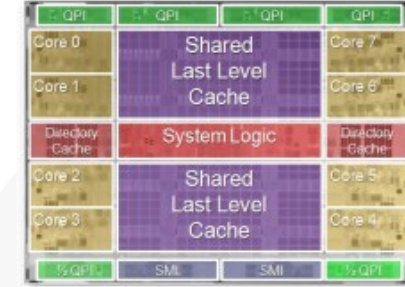 QPI QPI QPI QPI
Core 0
Shared
Last Level
Cache
Core 7
Core 1
Core 6
Directory
Cache
System Logic
Directory
Cache
Core 2
Shared
Last Level
Cache
Core 5
Core 3
Core 4
½ QPI SMI SMI ½ QPI